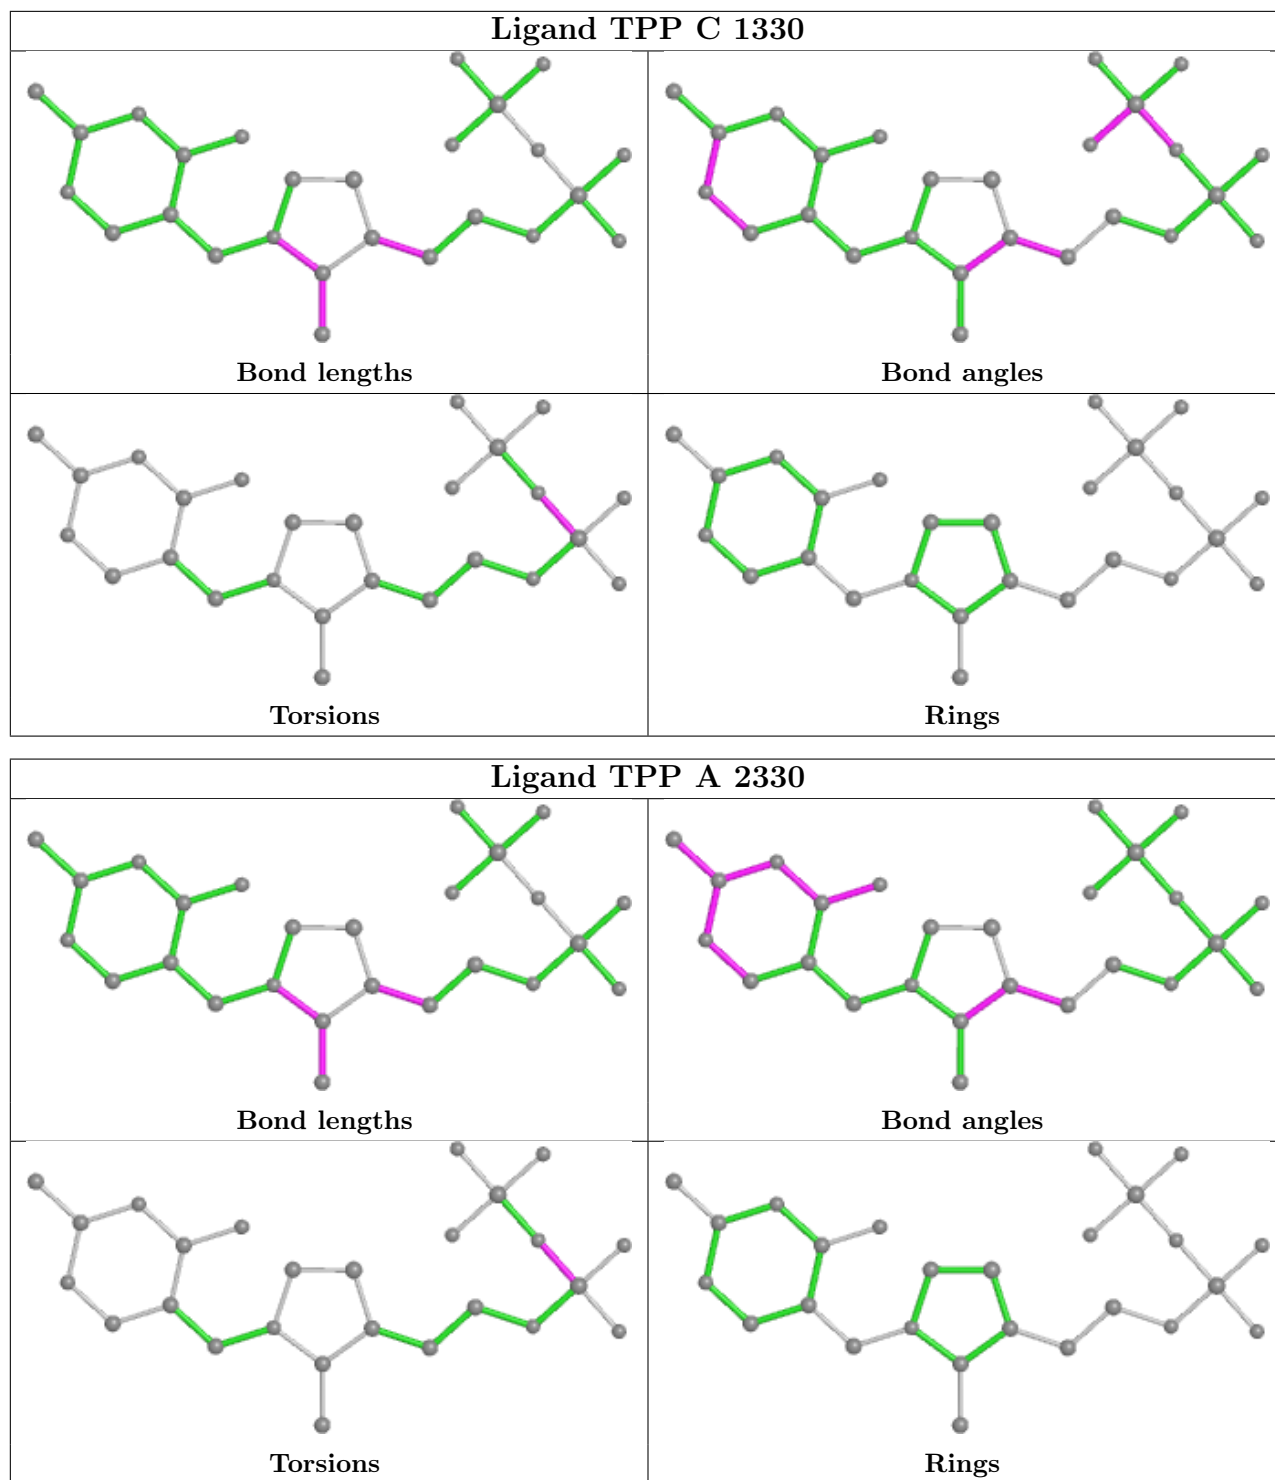 Ligand TPP C 1330
Bond lengths
Bond angles
Torsions
Rings
Ligand TPP A 2330
Bond lengths
Bond angles
Torsions
Rings